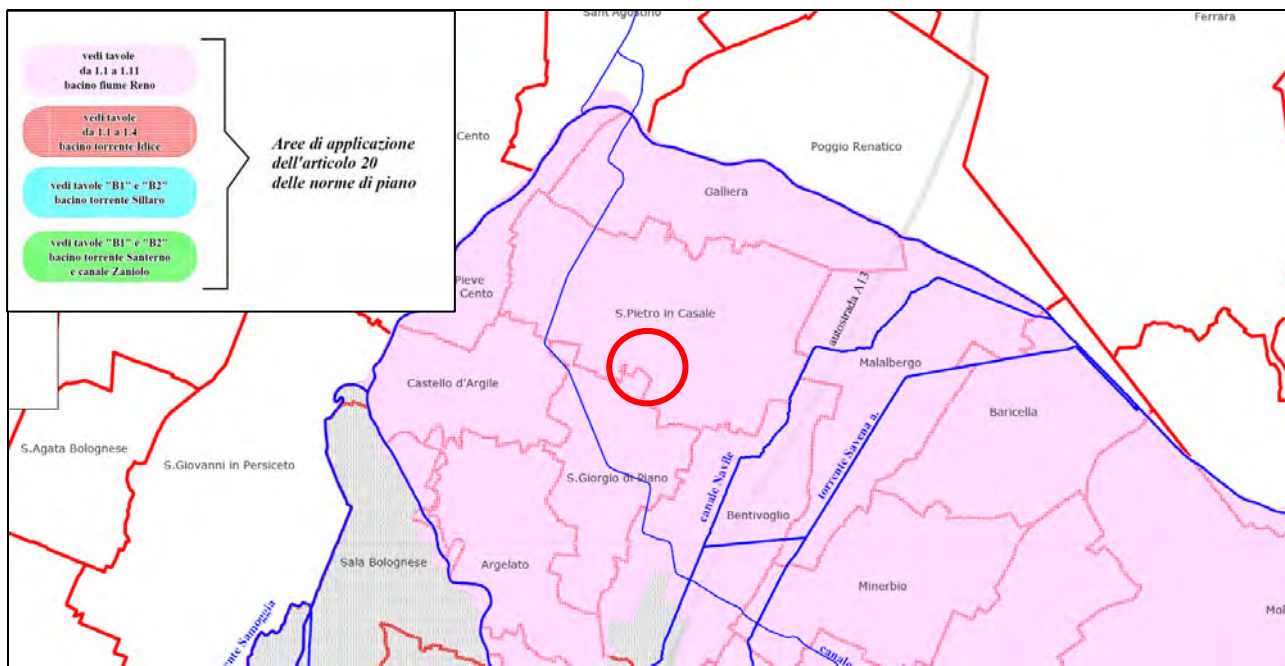 vedi tavole
da 1.1 a 1.11
bacino fiume Reno
vedi tavole
da 1.1 a 1.4
bacino torrente Idice
vedi tavole "B1" e "B2"
bacino torrente Sillaro
vedi tavole "B1" e "B2"
bacino torrente Santerno
e canale Zaniolo
Aree di applicazione
dell'articolo 20
delle norme di piano
Sant'Agostino
Ferrara
Cento
Poggio Renatico
Galliera
Pieve
Cento
S.Pietro in Casale
autostrada A13
Malalbergo
Castello d'Argile
Baricella
S.Agata Bolognese
S.Giovanni in Persiceto
S.Giorgio di Piano
canale Navile
torrente Savena a.
Bentivoglio
Sala Bolognese
Argelato
Minerbio
Mol
ente Samoggia
canale